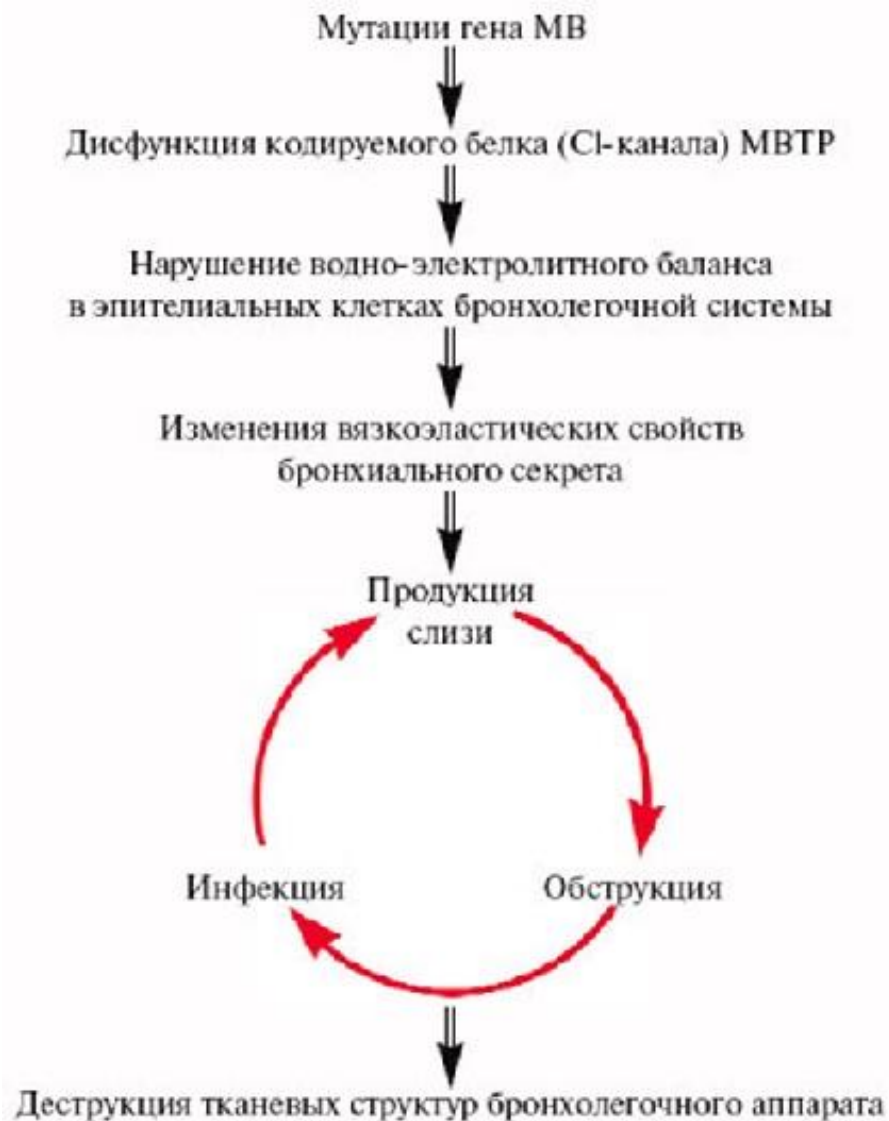 Мутации гена МВ
Дисфункция кодируемого белка (Cl-канала) МВТР
Нарушение водно-электролитного баланса
в эпителиальных клетках бронхолегочной системы
Изменения вязкоэластических свойств
бронхиального секрета
Продукция
слизи
Инфекция
Обструкция
Деструкция тканевых структур бронхолегочного аппарата